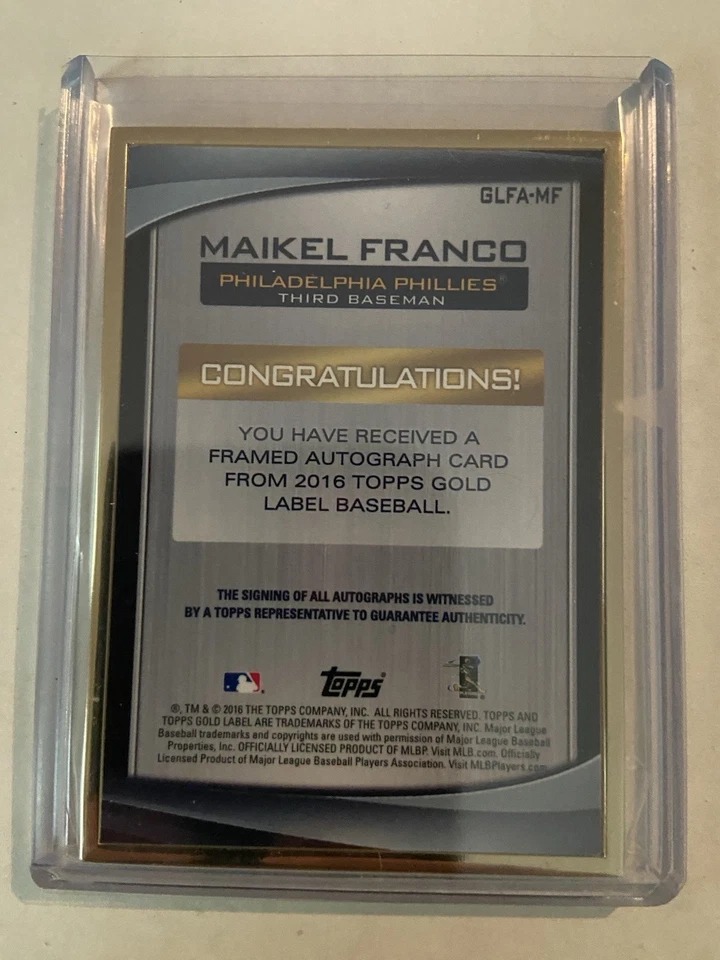 GLFA-MF
MAIKEL FRANCO
PHILADELPHIA PHILLIES®
THIRD BASEMAN
CONGRATULATIONS!
YOU HAVE RECEIVED A
FRAMED AUTOGRAPH CARD
FROM 2016 TOPPS GOLD
LABEL BASEBALL.
THE SIGNING OF ALL AUTOGRAPHS IS WITNESSED
BY A TOPPS REPRESENTATIVE TO GUARANTEE AUTHENTICITY.
topps
®, TM & © 2016 THE TOPPS COMPANY, INC. ALL RIGHTS RESERVED. TOPPS AND
TOPPS GOLD LABEL ARE TRADEMARKS OF THE TOPPS COMPANY, INC. Major League
Baseball trademarks and copyrights are used with permission of Major League Baseball
Properties, Inc. OFFICIALLY LICENSED PRODUCT OF MLBP. Visit MLB.com. Officially
Licensed Product of Major League Baseball Players Association. Visit MLBPlayers.com